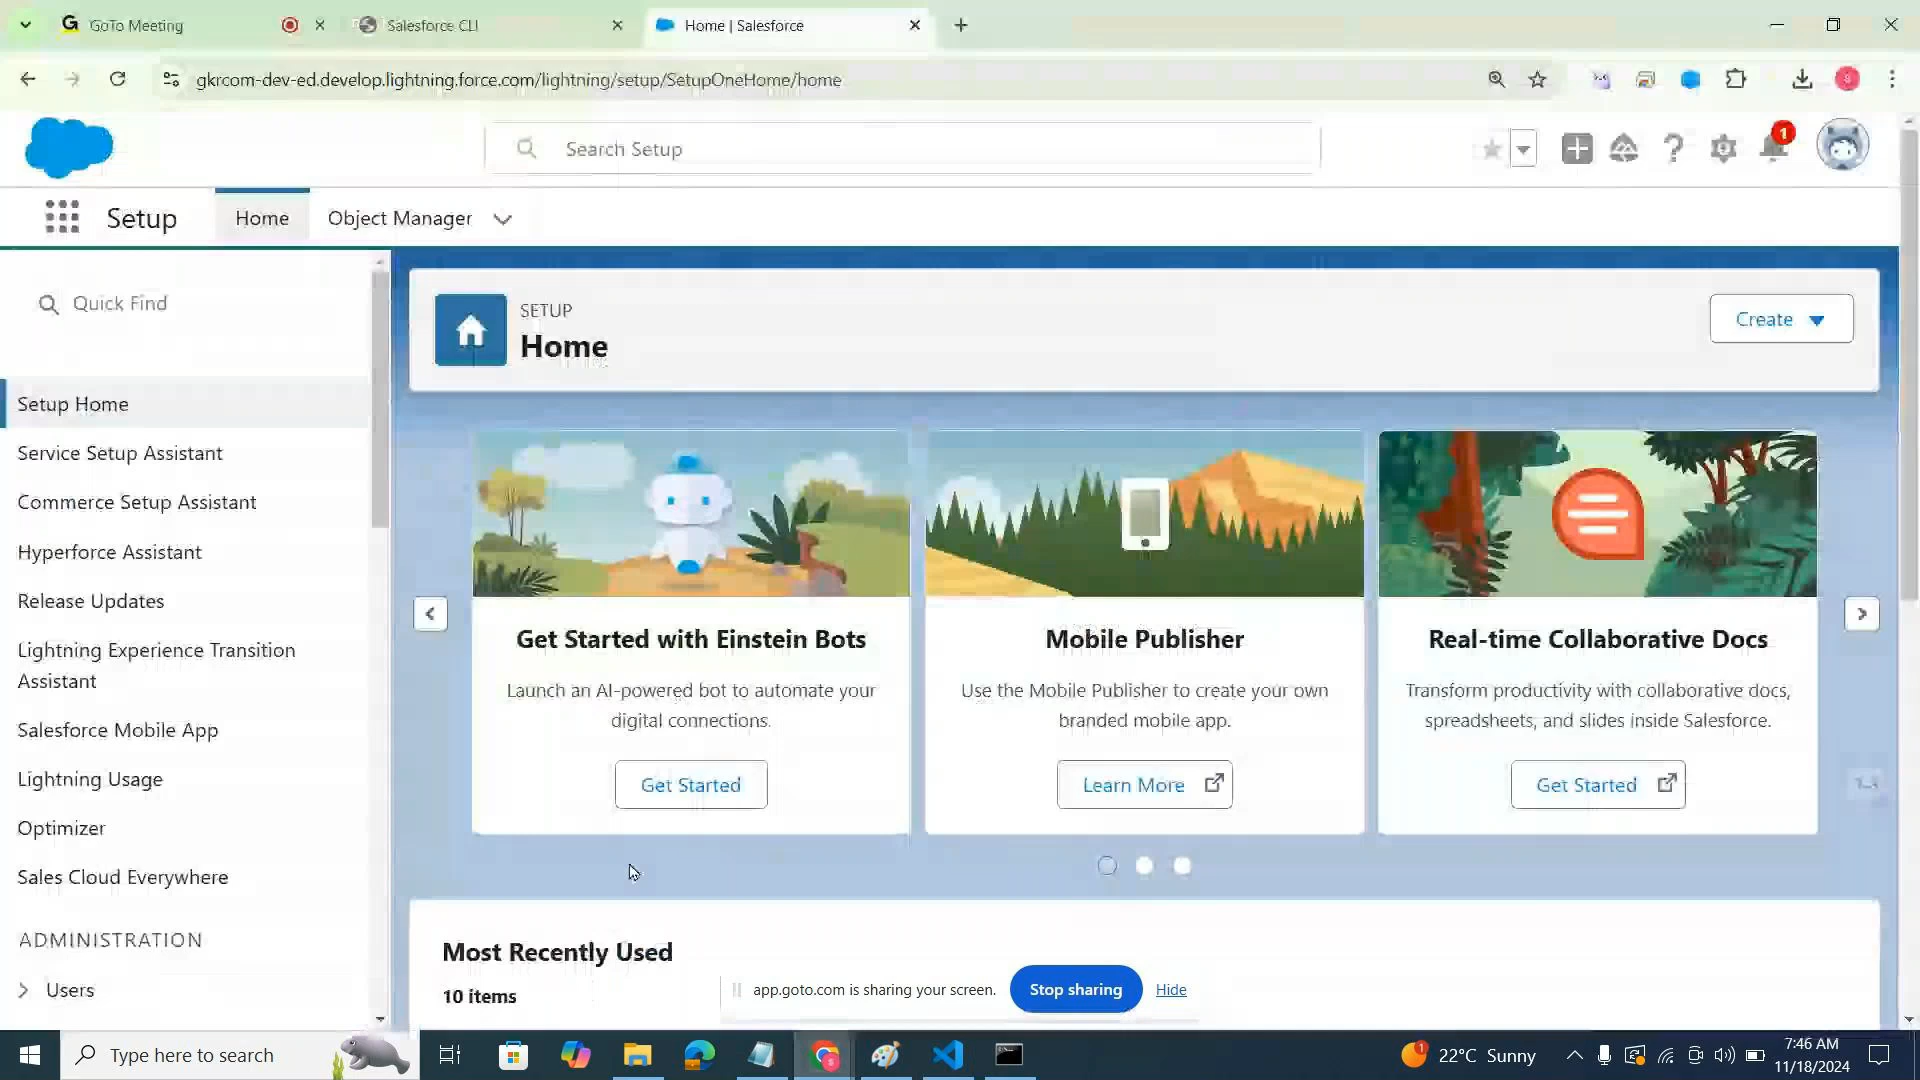 GoTo Meeting
Salesforce CLI
Home | Salesforce
gkrcom-dev-ed.develop.lightning.force.com/lightning/setup/SetupOneHome/home
Search Setup
1
Setup
Home
Object Manager
Quick Find
Setup Home
Service Setup Assistant
Commerce Setup Assistant
Hyperforce Assistant
Release Updates
Lightning Experience Transition
Assistant
Salesforce Mobile App
Lightning Usage
Optimizer
Sales Cloud Everywhere
ADMINISTRATION
Users
SETUP
Home
Create
Get Started with Einstein Bots
Launch an AI-powered bot to automate your
digital connections.
Get Started
Mobile Publisher
Use the Mobile Publisher to create your own
branded mobile app.
Learn More
Real-time Collaborative Docs
Transform productivity with collaborative docs,
spreadsheets, and slides inside Salesforce.
Get Started
Most Recently Used
10 items
app.goto.com is sharing your screen.
Stop sharing
Hide
Type here to search
1
22°C Sunny
7:46 AM
11/18/2024